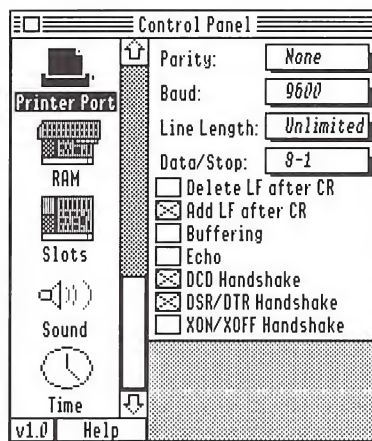 Control Panel
Printer Port
RAM
Slots
Sound
Time
v1.0 Help
Parity: None
Baud: 9600
Line Length: Unlimited
Data/Stop: 8-1
Delete LF after CR
Add LF after CR
Buffering
Echo
DCD Handshake
DSR/DTR Handshake
XON/XOFF Handshake